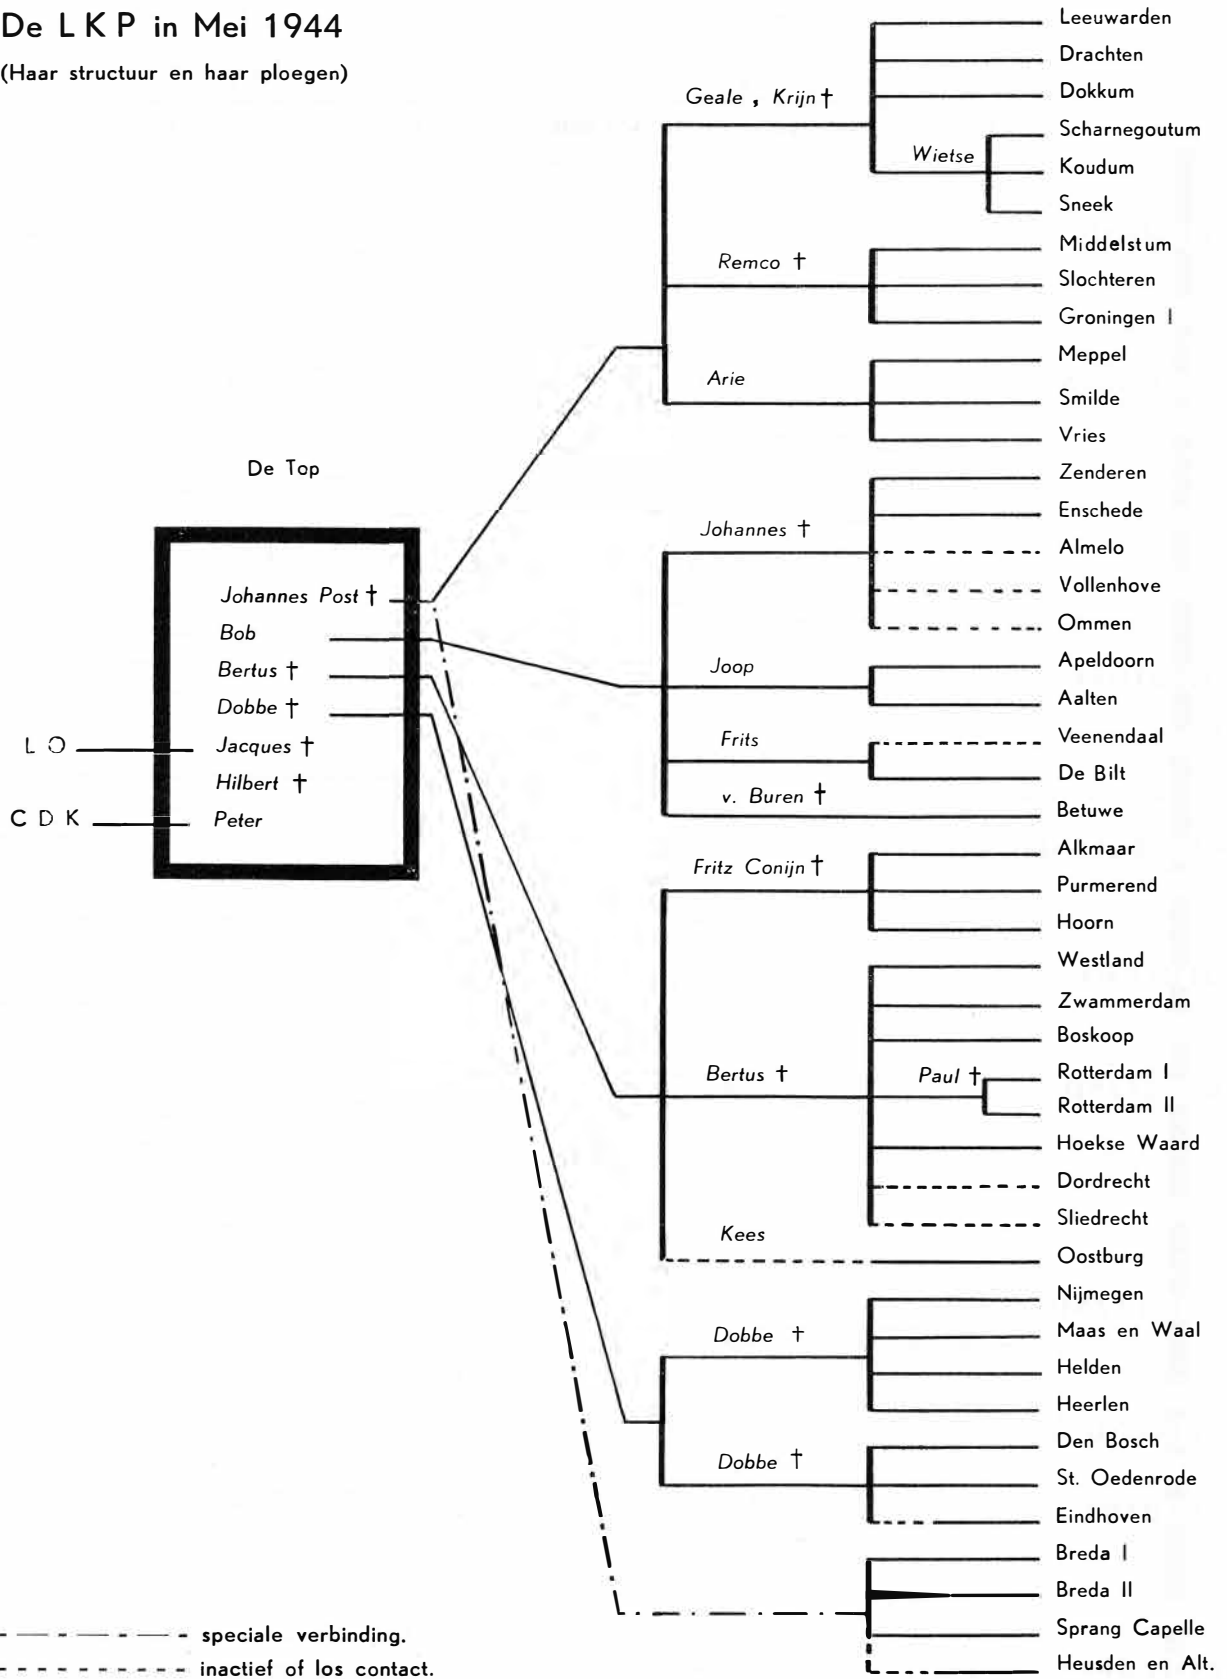 De LKP in Mei 1944
(Haar structuur en haar ploegen)
De Top
Johannes Post †
Bob
Bertus †
Dobbe †
Jacques †
Hilbert †
Peter
LO
CDK
Geale , Krijn †
Leeuwarden
Drachten
Dokkum
Wietse
Scharnegoutum
Koudum
Sneek
Remco †
Middelstum
Slochteren
Groningen I
Arie
Meppel
Smilde
Vries
Johannes †
Zenderen
Enschede
Almelo
Vollenhove
Ommen
Joop
Apeldoorn
Aalten
Frits
Veenendaal
De Bilt
v. Buren †
Betuwe
Fritz Conijn †
Alkmaar
Purmerend
Hoorn
Bertus †
Westland
Zwammerdam
Boskoop
Paul †
Rotterdam I
Rotterdam II
Hoekse Waard
Dordrecht
Sliedrecht
Kees
Oostburg
Dobbe †
Nijmegen
Maas en Waal
Helden
Heerlen
Dobbe †
Den Bosch
St. Oedenrode
Eindhoven
Breda I
Breda II
Sprang Capelle
Heusden en Alt.
speciale verbinding.
inactief of los contact.